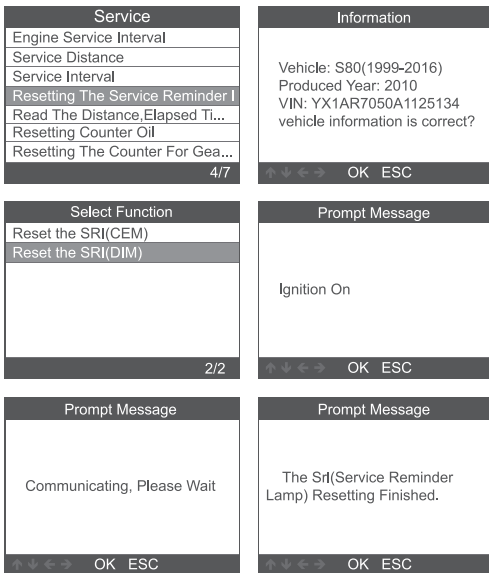 Service
Engine Service Interval
Service Distance
Service Interval
Resetting The Service Reminder I
Read The Distance,Elapsed Ti...
Resetting Counter Oil
Resetting The Counter For Gea...
4/7
Information
Vehicle: S80(1999-2016)
Produced Year: 2010
VIN: YX1AR7050A1125134
vehicle information is correct?
↑ ↓ ← → OK ESC
Select Function
Reset the SRI(CEM)
Reset the SRI(DIM)
2/2
Prompt Message
Ignition On
↑ ↓ ← → OK ESC
Prompt Message
Communicating, Please Wait
↑ ↓ ← → OK ESC
Prompt Message
The SrI(Service Reminder
Lamp) Resetting Finished.
↑ ↓ ← → OK ESC